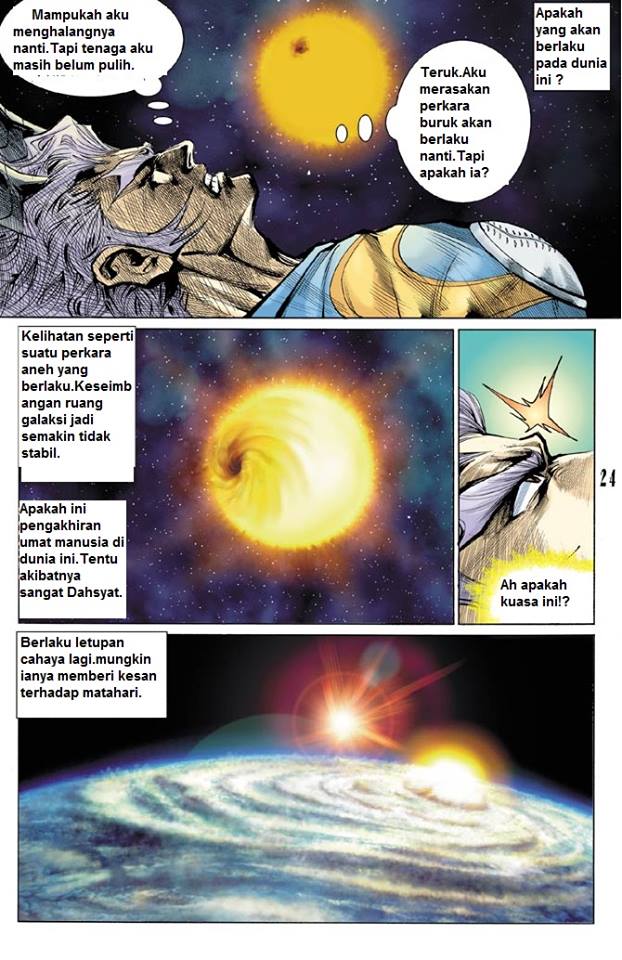 Mampukah aku
menghalangnya
nanti.Tapi tenaga aku
masih belum pulih.
Teruk.Aku
merasakan
perkara
buruk akan
berlaku
nanti.Tapi
apakah ia?
Apakah
yang akan
berlaku
pada dunia
ini ?
Kelihatan seperti
suatu perkara
aneh yang
berlaku.Keseimb
angan ruang
galaksi jadi
semakin tidak
stabil.
Apakah ini
pengakhiran
umat manusia di
dunia ini.Tentu
akibatnya
sangat Dahsyat.
Ah apakah
kuasa ini!?
24
Berlaku letupan
cahaya lagi.mungkin
ianya memberi kesan
terhadap matahari.